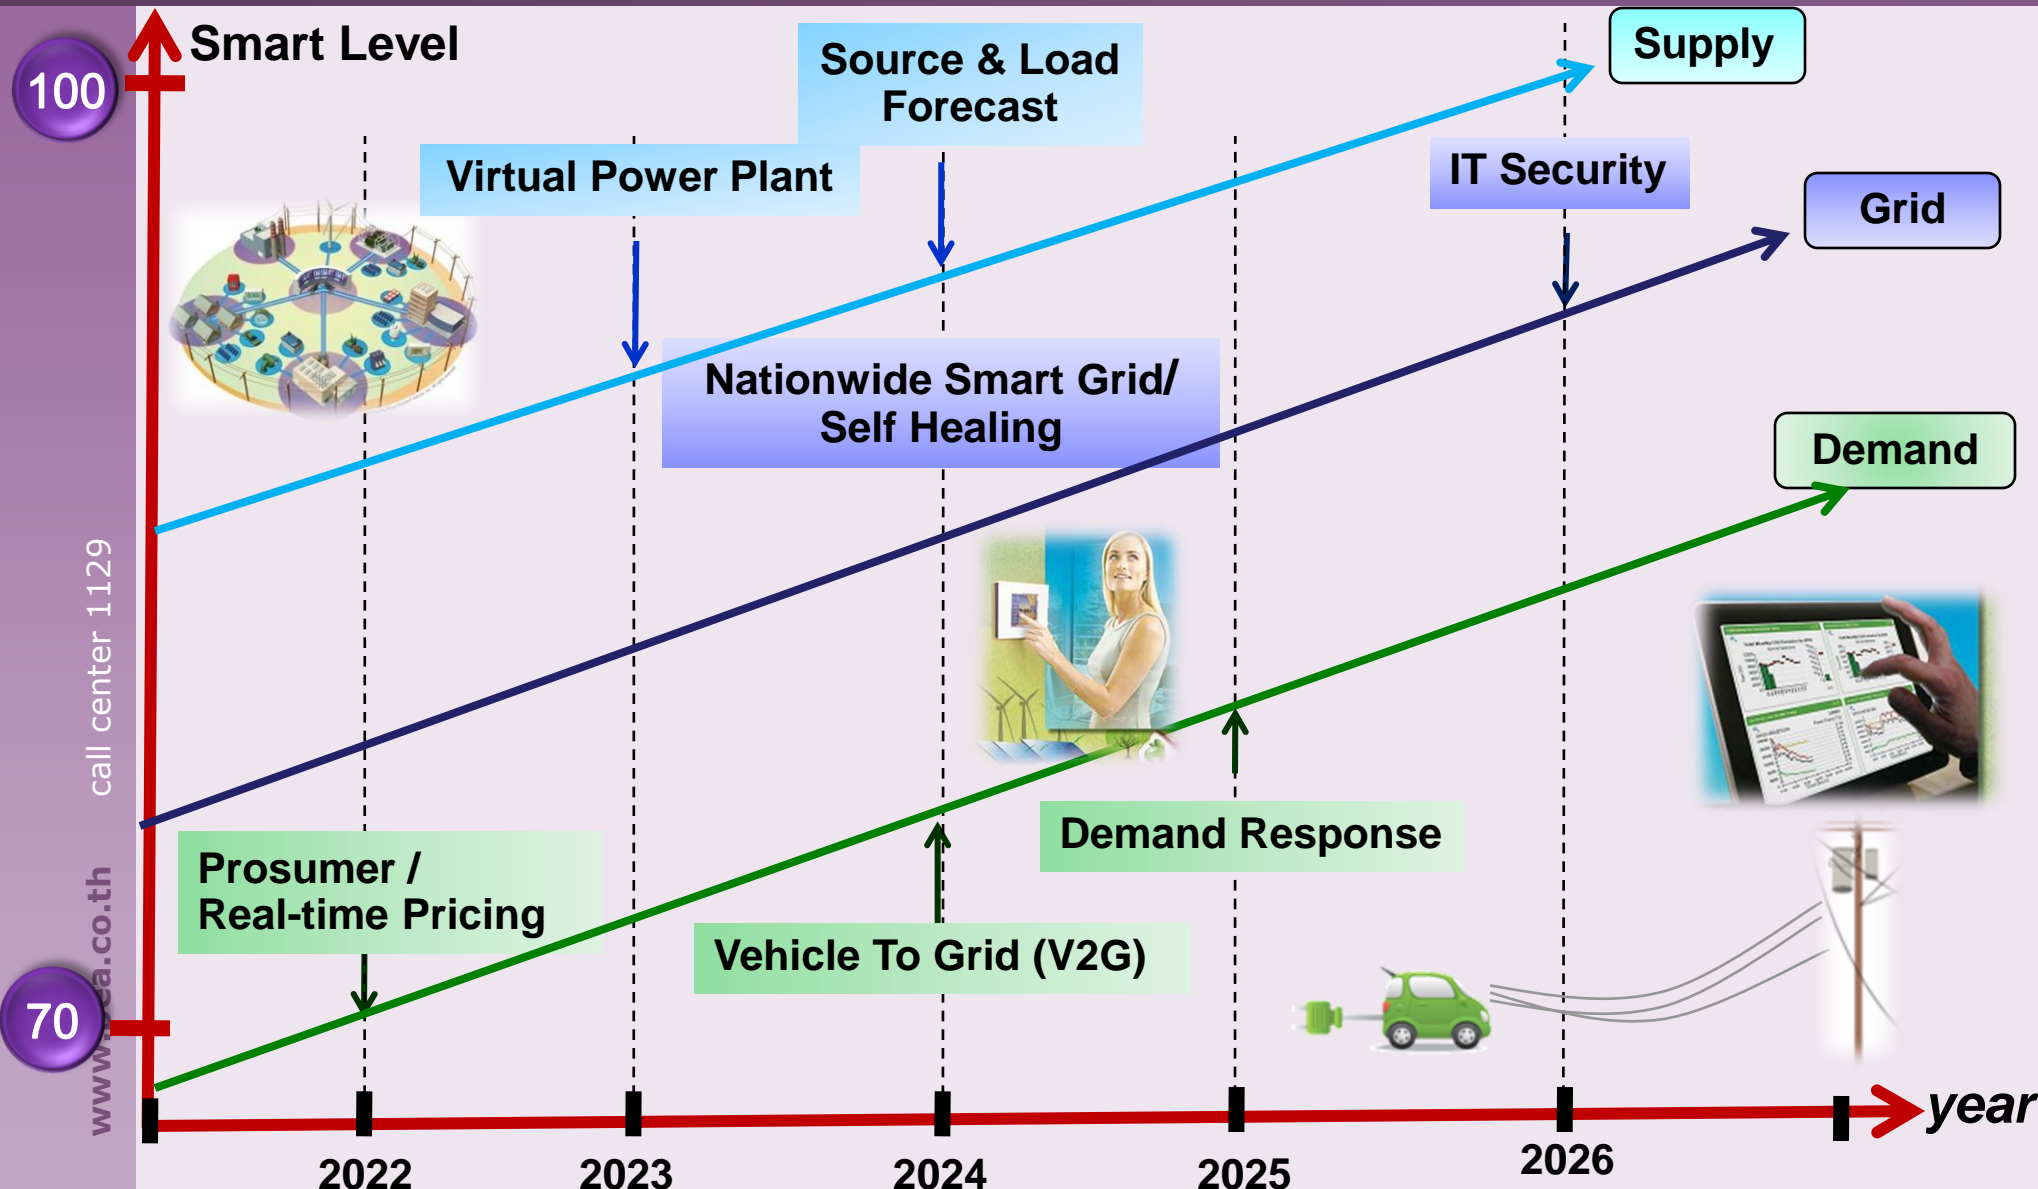 Smart Level
100
Source & Load
Forecast
Supply
Virtual Power Plant
IT Security
Grid
Nationwide Smart Grid/
Self Healing
Demand
call center 1129
Prosumer /
Real-time Pricing
Demand Response
Vehicle To Grid (V2G)
70
year
2022
2023
2024
2025
2026